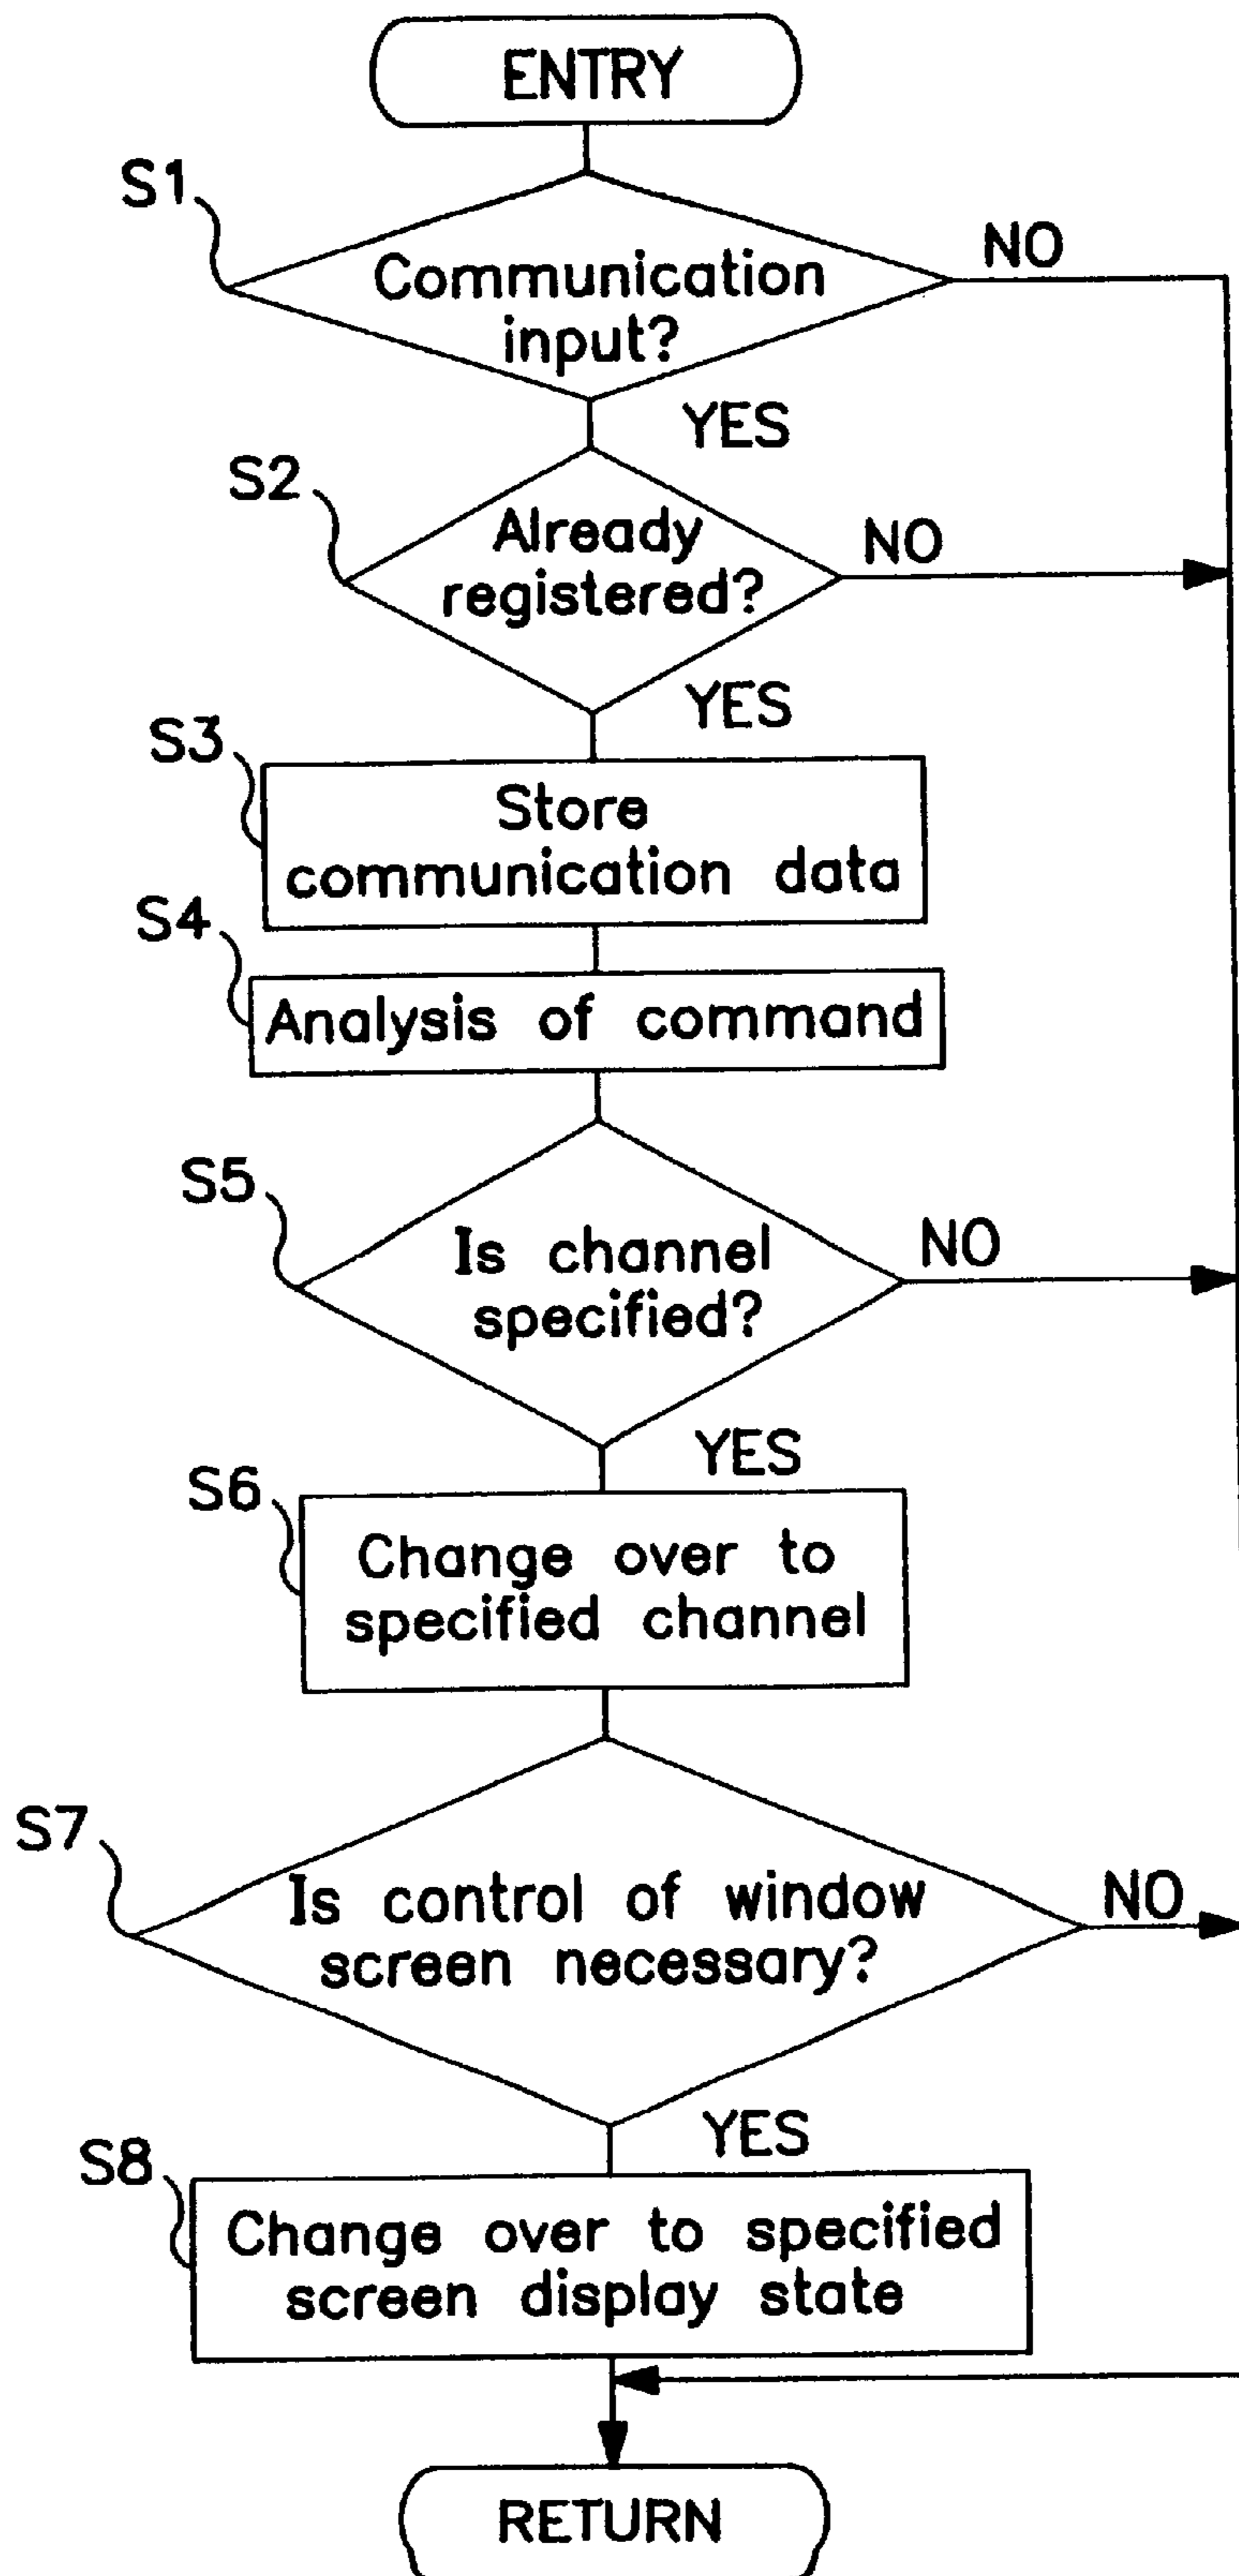 ENTRY
S1
Communication
input?
NO
YES
S2
Already
registered?
NO
YES
S3
Store
communication data
S4
Analysis of command
S5
Is channel
specified?
NO
YES
S6
Change over to
specified channel
S7
Is control of window
screen necessary?
NO
YES
S8
Change over to specified
screen display state
RETURN